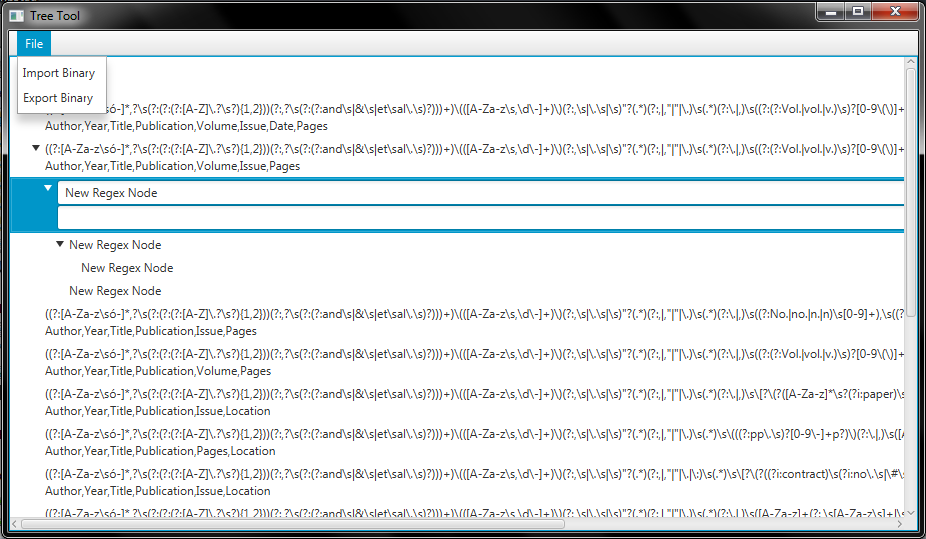 Tree Tool
File
Import Binary
Export Binary
\s?(?:(?:(?:[A-Z]\.?\s?){1,2}))(?:,?\s(?:(?:and\s|&\s|et\sal\.\s)?)))+)\(([A-Za-z\s,\d\-]+)\)(?:,\s|\.\s|\s)"?(.*)(?:,|,"|"|\.)\s(.*)(?:\.|,)\s((?:(?:Vol.|vol.|v.)\s)?[0-9\(\)]+
Author,Year,Title,Publication,Volume,Issue,Date,Pages
((?:[A-Za-z\só-]*,?\s(?:(?:(?:[A-Z]\.?\s?){1,2}))(?:,?\s(?:(?:and\s|&\s|et\sal\.\s)?)))+)\(([A-Za-z\s,\d\-]+)\)(?:,\s|\.\s|\s)"?(.*)(?:,|,"|"|\.)\s(.*)(?:\.|,)\s((?:(?:Vol.|vol.|v.)\s)?[0-9\(\)]+
Author,Year,Title,Publication,Volume,Issue,Pages
New Regex Node
New Regex Node
New Regex Node
New Regex Node
((?:[A-Za-z\só-]*,?\s(?:(?:(?:[A-Z]\.?\s?){1,2}))(?:,?\s(?:(?:and\s|&\s|et\sal\.\s)?)))+)\(([A-Za-z\s,\d\-]+)\)(?:,\s|\.\s|\s)"?(.*)(?:,|,"|"|\.)\s(.*)(?:\.|,)\s((?:No.|no.|n.|n)\s[0-9]+),\s((?
Author,Year,Title,Publication,Issue,Pages
((?:[A-Za-z\só-]*,?\s(?:(?:(?:[A-Z]\.?\s?){1,2}))(?:,?\s(?:(?:and\s|&\s|et\sal\.\s)?)))+)\(([A-Za-z\s,\d\-]+)\)(?:,\s|\.\s|\s)"?(.*)(?:,|,"|"|\.)\s(.*)(?:\.|,)\s((?:(?:Vol.|vol.|v.)\s)?[0-9\(\)]+
Author,Year,Title,Publication,Volume,Pages
((?:[A-Za-z\só-]*,?\s(?:(?:(?:[A-Z]\.?\s?){1,2}))(?:,?\s(?:(?:and\s|&\s|et\sal\.\s)?)))+)\(([A-Za-z\s,\d\-]+)\)(?:,\s|\.\s|\s)"?(.*)(?:,|,"|"|\.)\s(.*)(?:\.|,)\s[?\(?([A-Za-z]*\s?(?i:paper)\s
Author,Year,Title,Publication,Issue,Location
((?:[A-Za-z\só-]*,?\s(?:(?:(?:[A-Z]\.?\s?){1,2}))(?:,?\s(?:(?:and\s|&\s|et\sal\.\s)?)))+)\(([A-Za-z\s,\d\-]+)\)(?:,\s|\.\s|\s)"?(.*)(?:,|,"|"|\.)\s(.*)\s\(((?:pp\.\s)?[0-9\-]+p?)\)(?:\.|,)\s([A
Author,Year,Title,Publication,Pages,Location
((?:[A-Za-z\só-]*,?\s(?:(?:(?:[A-Z]\.?\s?){1,2}))(?:,?\s(?:(?:and\s|&\s|et\sal\.\s)?)))+)\(([A-Za-z\s,\d\-]+)\)(?:,\s|\.\s|\s)"?(.*)(?:,|,"|"|\.|\:)\s(.*)\s\[?\(?((?i:contract)\s(?i:no\.\s|\#\s
Author,Year,Title,Publication,Issue,Location
((?:[A-Za-z\só-]*,?\s(?:(?:(?:[A-Z]\.?\s?){1,2}))(?:,?\s(?:(?:and\s|&\s|et\sal\.\s)?)))+)\(([A-Za-z\s,\d\-]+)\)(?:,\s|\.\s|\s)"?(.*)(?:,|,"|"|\.)\s(.*)(?:\.|,)\s([A-Za-z]+(?:,\s[A-Za-z\s]+|\s